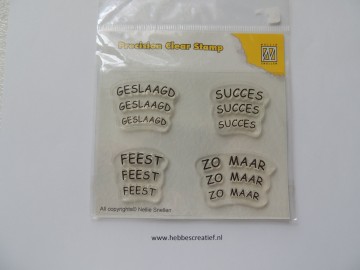 Precision Clear Stamp
GESLAAGD
GESLAAGD
GESLAAGD
SUCCES
SUCCES
SUCCES
FEEST
FEEST
FEEST
ZO MAAR
ZO MAAR
ZO MAAR
All copyrights© Nellie Snellen
www.hebbescreatief.nl